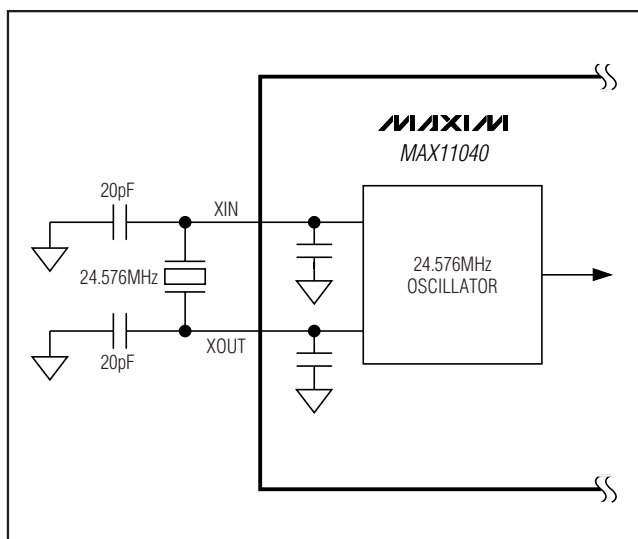 MAXIM
MAX11040
20pF
XIN
24.576MHz
24.576MHz
OSCILLATOR
XOUT
20pF